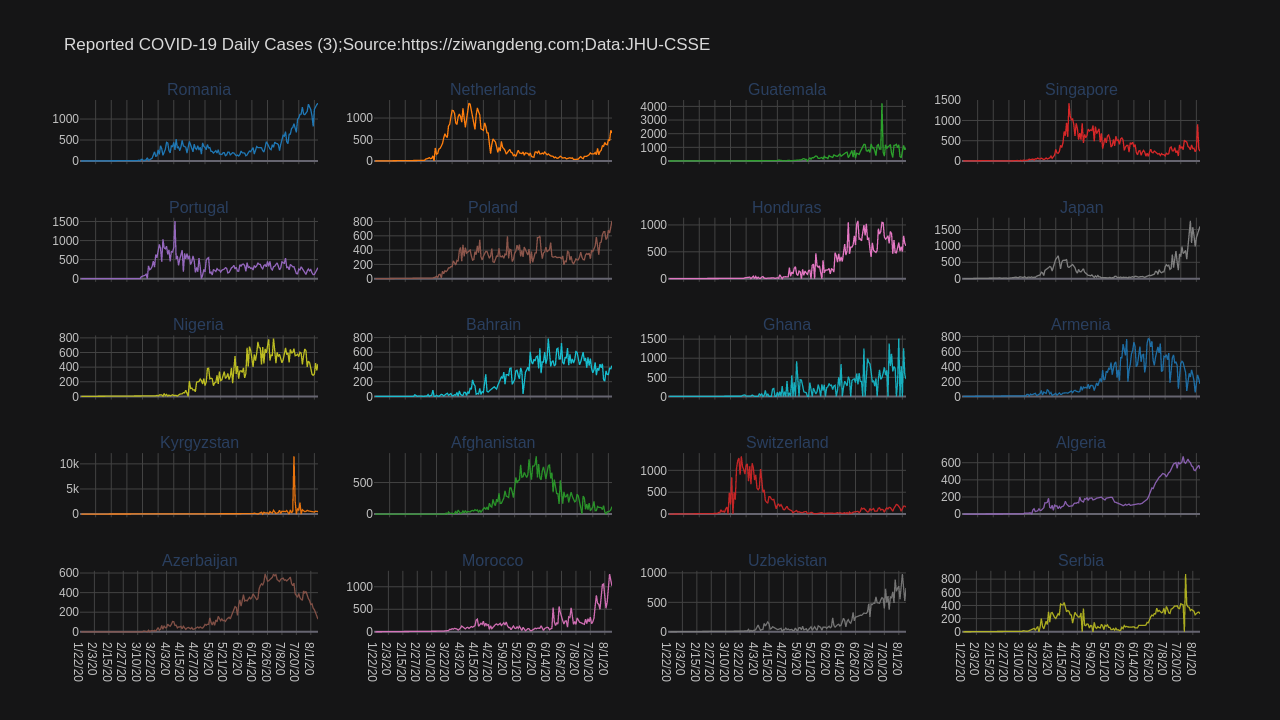 Reported COVID-19 Daily Cases (3);Source:https://ziwangdeng.com;Data:JHU-CSSE
Romania Netherlands Guatemala Singapore
1000 500 0
1000 500 0
4000 3000 2000 1000 0
1500 1000 500 0
Portugal Poland Honduras Japan
1500 1000 500 0
800 600 400 200 0
1000 500 0
1500 1000 500 0
Nigeria Bahrain Ghana Armenia
800 600 400 200 0
800 600 400 200 0
1500 1000 500 0
800 600 400 200 0
Kyrgyzstan Afghanistan Switzerland Algeria
10k 5k 0
500 0
1000 500 0
600 400 200 0
Azerbaijan Morocco Uzbekistan Serbia
600 400 200 0
1000 500 0
1000 500 0
800 600 400 200 0
1/22/20 2/3/20 2/15/20 2/27/20 3/10/20 3/22/20 4/3/20 4/15/20 4/27/20 5/9/20 5/21/20 6/2/20 6/14/20 6/26/20 7/8/20 7/20/20 8/1/20
1/22/20 2/3/20 2/15/20 2/27/20 3/10/20 3/22/20 4/3/20 4/15/20 4/27/20 5/9/20 5/21/20 6/2/20 6/14/20 6/26/20 7/8/20 7/20/20 8/1/20
1/22/20 2/3/20 2/15/20 2/27/20 3/10/20 3/22/20 4/3/20 4/15/20 4/27/20 5/9/20 5/21/20 6/2/20 6/14/20 6/26/20 7/8/20 7/20/20 8/1/20
1/22/20 2/3/20 2/15/20 2/27/20 3/10/20 3/22/20 4/3/20 4/15/20 4/27/20 5/9/20 5/21/20 6/2/20 6/14/20 6/26/20 7/8/20 7/20/20 8/1/20